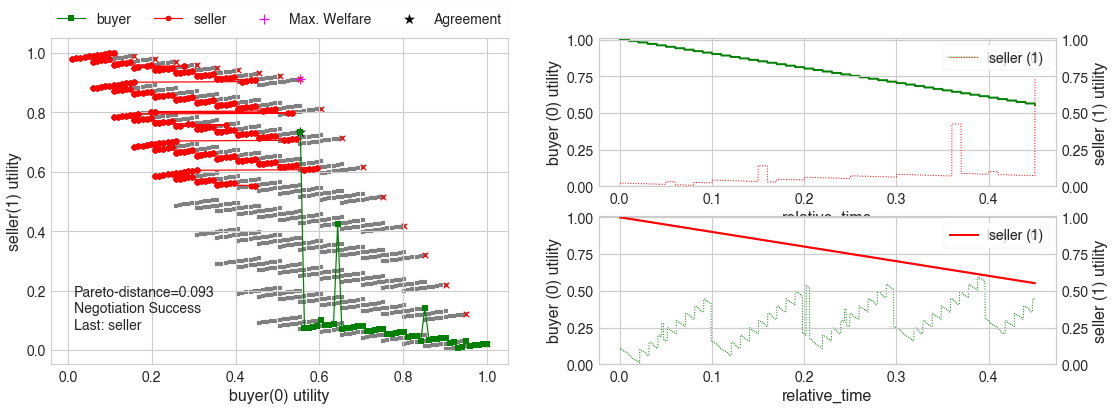 buyer seller Max. Welfare Agreement
1.0
0.8
0.6
0.4
0.2
0.0
seller(1) utility
Pareto-distance=0.093
Negotiation Success
Last: seller
0.0 0.2 0.4 0.6 0.8 1.0
buyer(0) utility
seller (1)
1.00
0.75
0.50
0.25
0.00
buyer (0) utility
1.00
0.75
0.50
0.25
0.00
seller (1) utility
0.0 0.1 0.2 0.3 0.4
relative_time
seller (1)
1.00
0.75
0.50
0.25
0.00
buyer (0) utility
1.00
0.75
0.50
0.25
0.00
seller (1) utility
0.0 0.1 0.2 0.3 0.4
relative_time